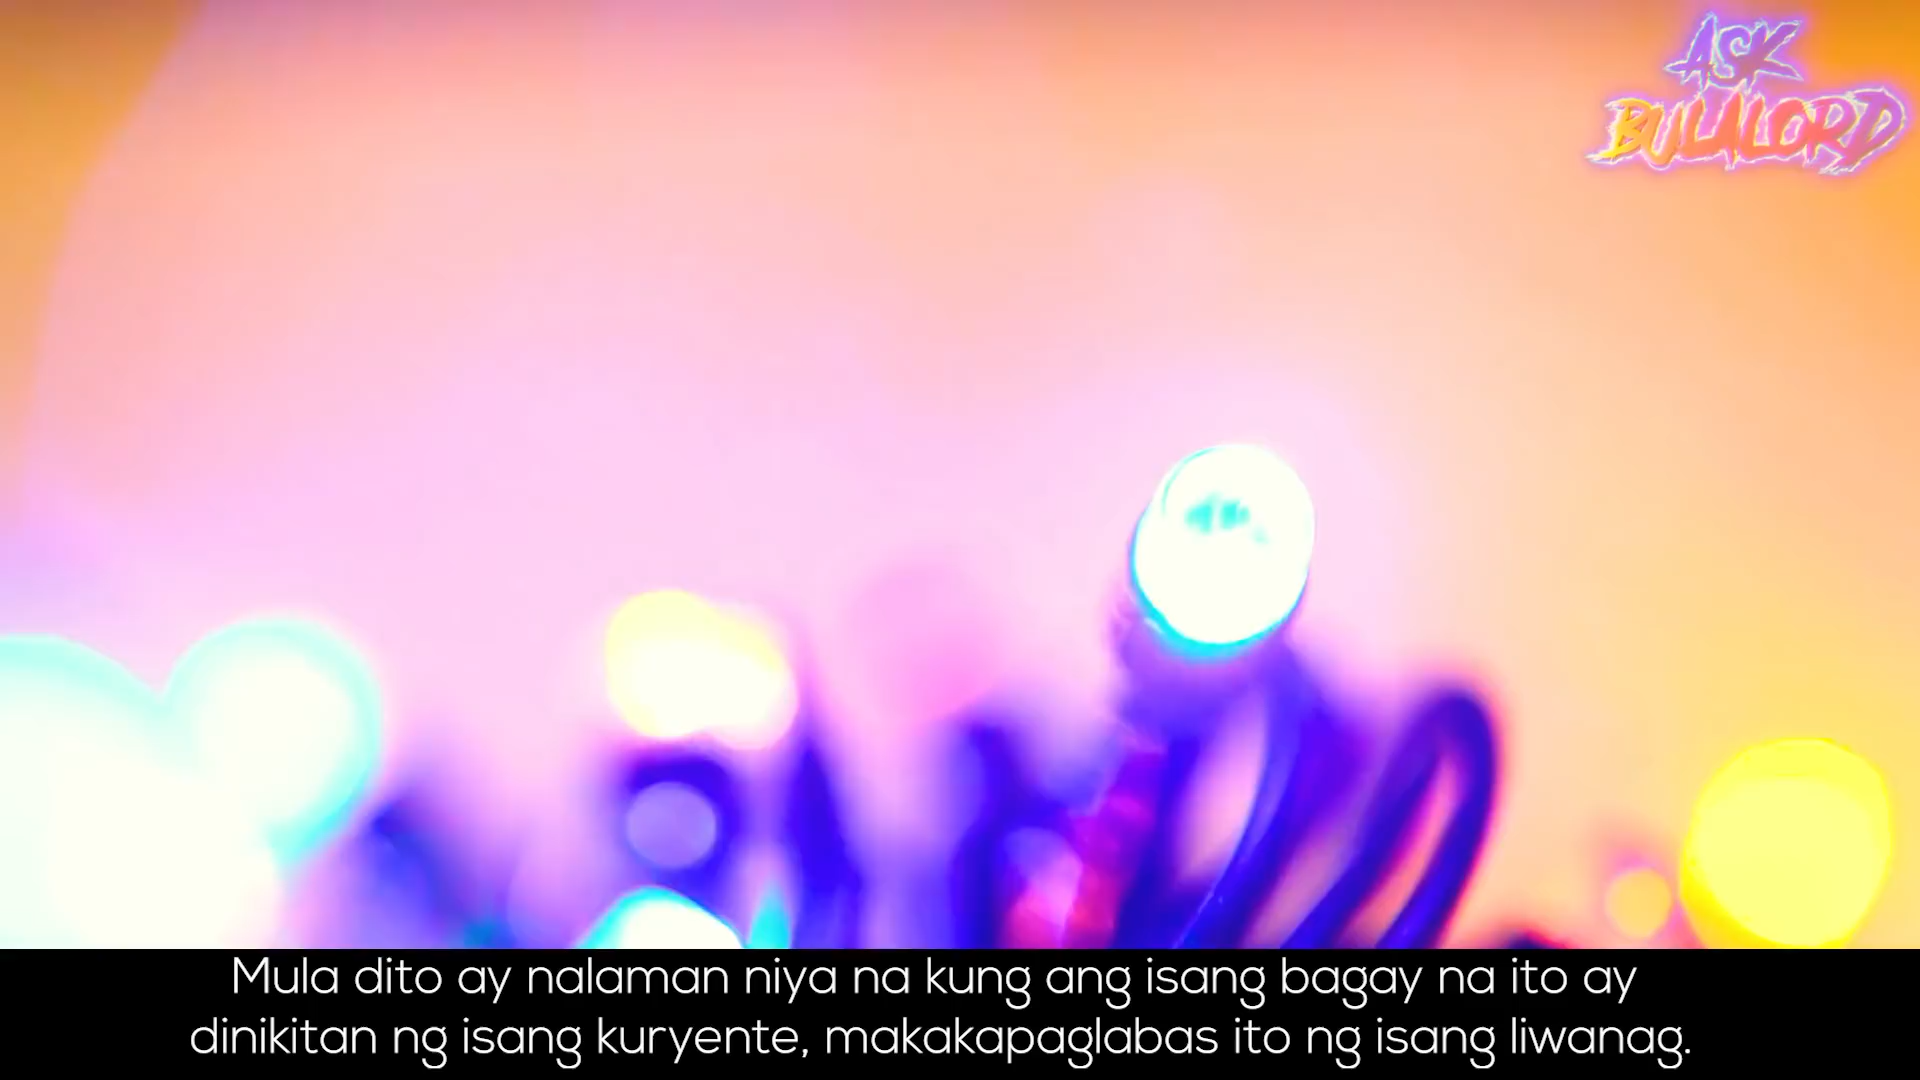 ASK
BULALORD
Mula dito ay nalaman niya na kung ang isang bagay na ito ay
dinikitan ng isang kuryente, makakapaglabas ito ng isang liwanag.